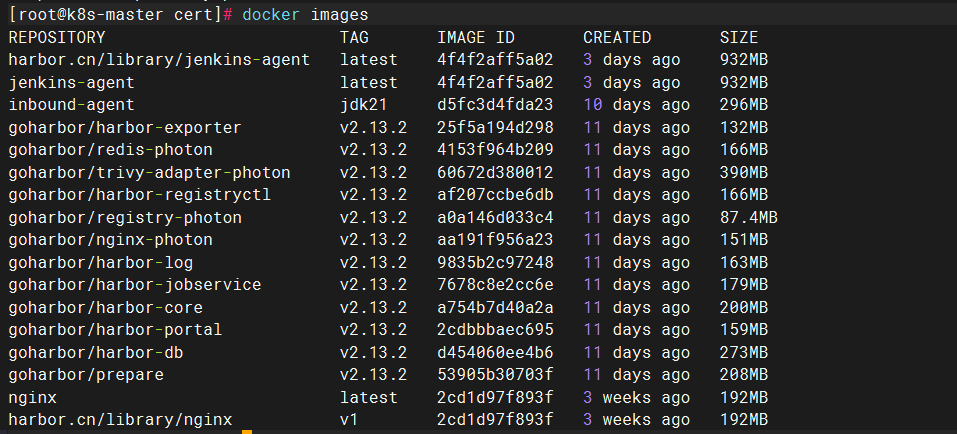 [root@k8s-master cert]# docker images
REPOSITORY TAG IMAGE ID CREATED SIZE
harbor.cn/library/jenkins-agent latest 4f4f2aff5a02 3 days ago 932MB
jenkins-agent latest 4f4f2aff5a02 3 days ago 932MB
inbound-agent jdk21 d5fc3d4fda23 10 days ago 296MB
goharbor/harbor-exporter v2.13.2 25f5a194d298 11 days ago 132MB
goharbor/redis-photon v2.13.2 4153f964b209 11 days ago 166MB
goharbor/trivy-adapter-photon v2.13.2 60672d380012 11 days ago 390MB
goharbor/harbor-registryctl v2.13.2 af207ccbe6db 11 days ago 166MB
goharbor/registry-photon v2.13.2 a0a146d033c4 11 days ago 87.4MB
goharbor/nginx-photon v2.13.2 aa191f956a23 11 days ago 151MB
goharbor/harbor-log v2.13.2 9835b2c97248 11 days ago 163MB
goharbor/harbor-jobservice v2.13.2 7678c8e2cc6e 11 days ago 179MB
goharbor/harbor-core v2.13.2 a754b7d40a2a 11 days ago 200MB
goharbor/harbor-portal v2.13.2 2cdbbbaec695 11 days ago 159MB
goharbor/harbor-db v2.13.2 d454060ee4b6 11 days ago 273MB
goharbor/prepare v2.13.2 53905b30703f 11 days ago 208MB
nginx latest 2cd1d97f893f 3 weeks ago 192MB
harbor.cn/library/nginx v1 2cd1d97f893f 3 weeks ago 192MB